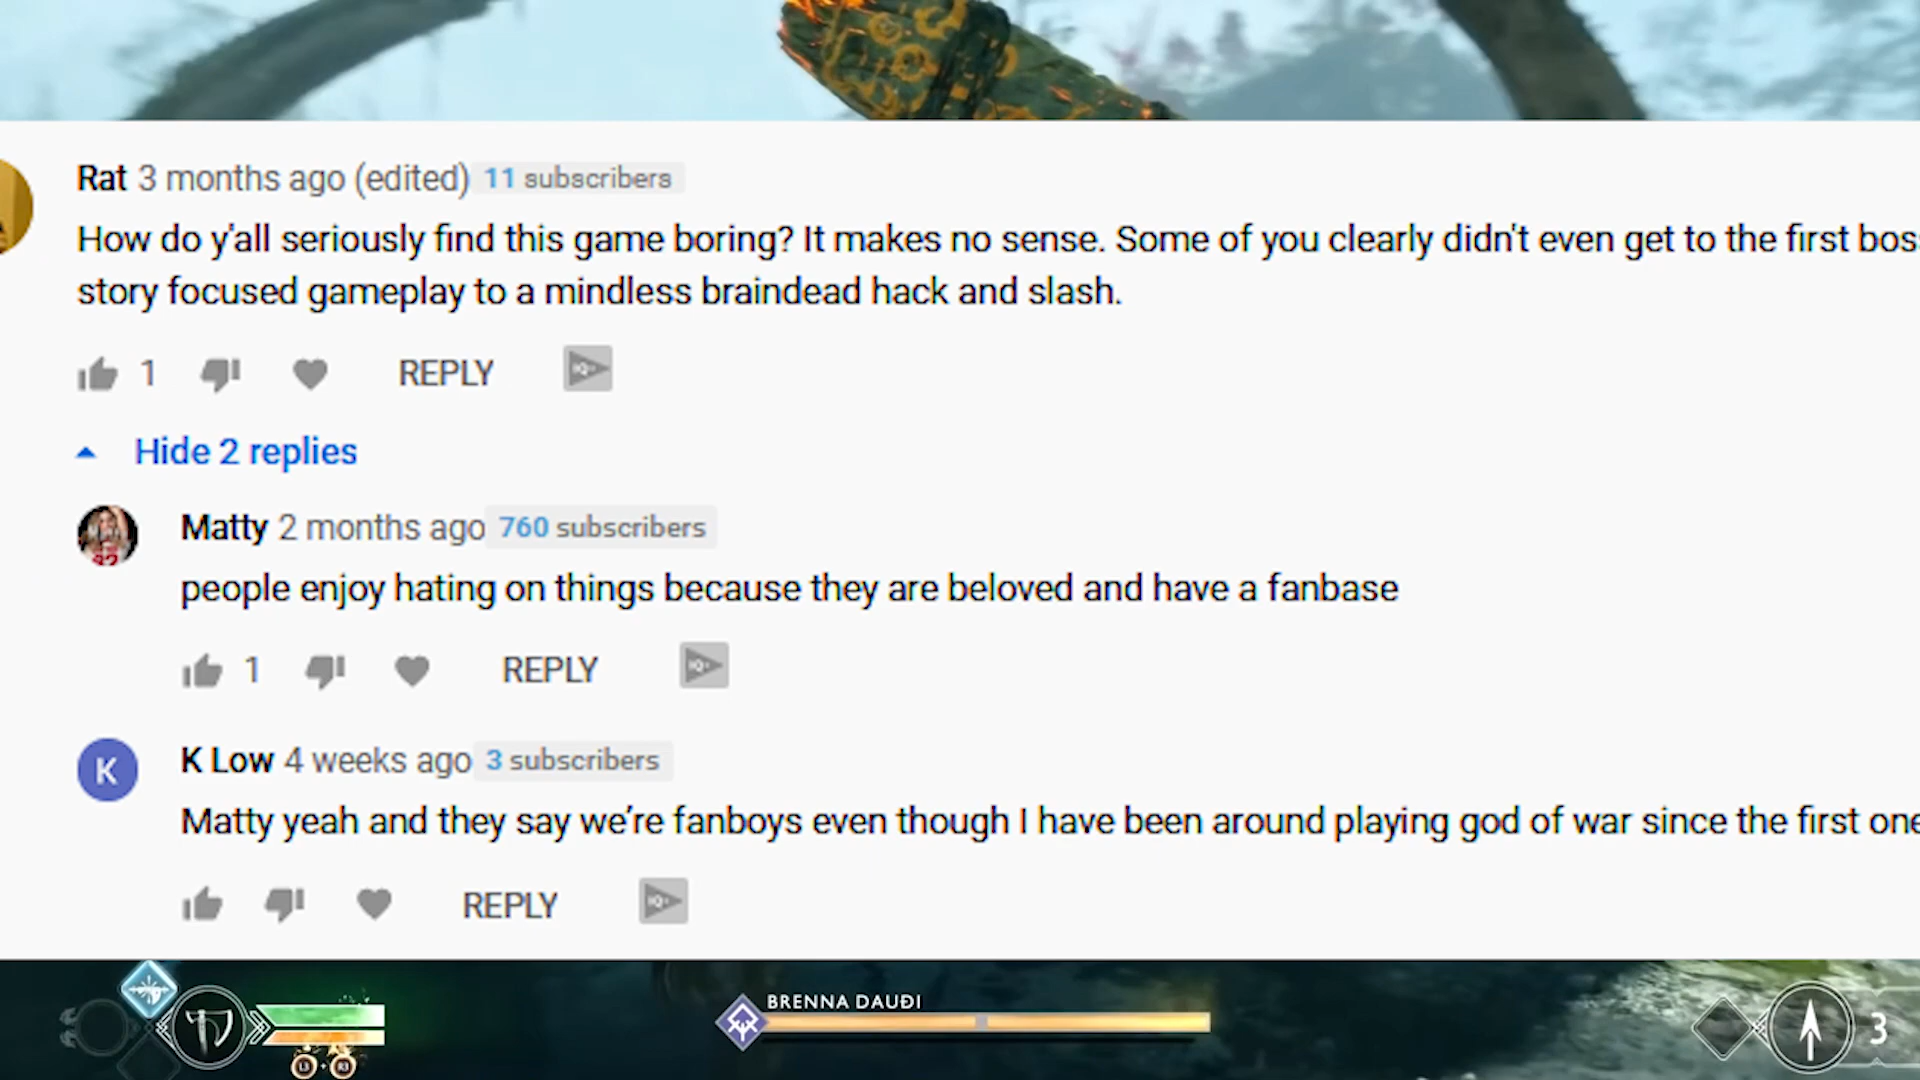 Rat 3 months ago (edited) 11 subscribers
How do y'all seriously find this game boring? It makes no sense. Some of you clearly didn't even get to the first bos
story focused gameplay to a mindless braindead hack and slash.
1 REPLY IQ
Hide 2 replies
Matty 2 months ago 760 subscribers
people enjoy hating on things because they are beloved and have a fanbase
1 REPLY IQ
K
K Low 4 weeks ago 3 subscribers
Matty yeah and they say we're fanboys even though I have been around playing god of war since the first one
REPLY IQ
BRENNA DAUÐI
L3 + R3
3